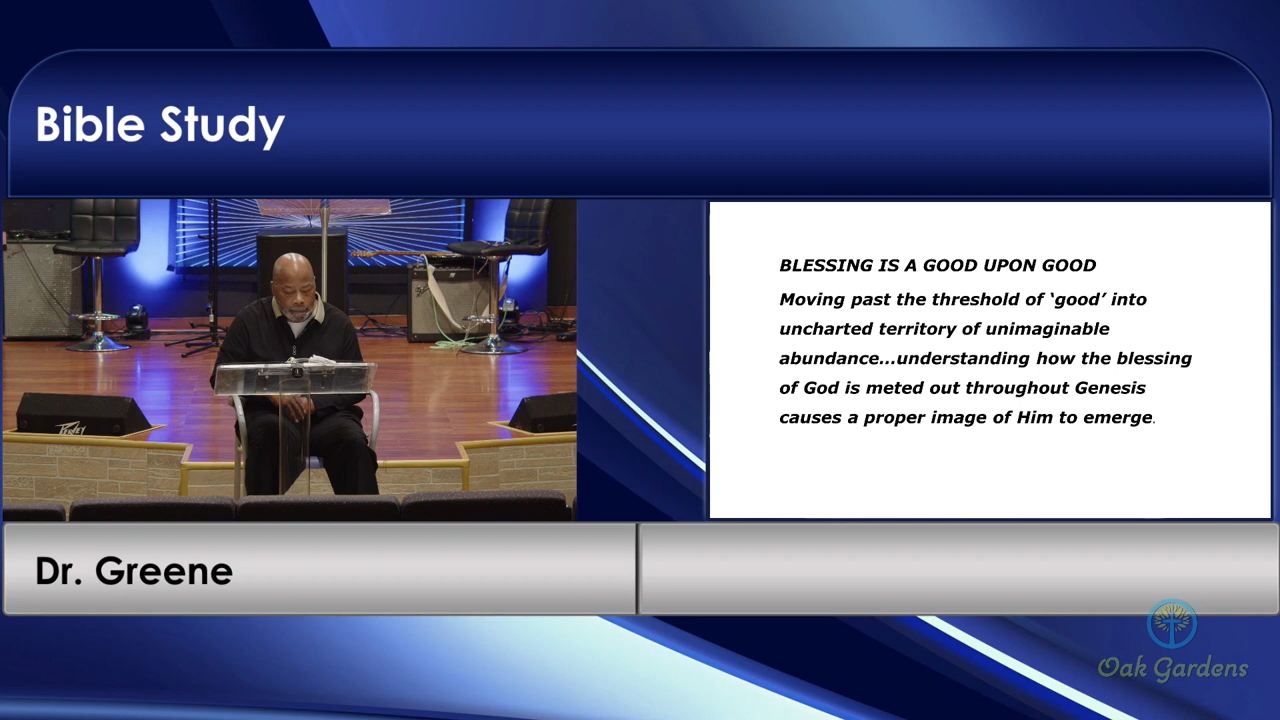 Bible Study
BLESSING IS A GOOD UPON GOOD
Moving past the threshold of ‘good’ into
uncharted territory of unimaginable
abundance...understanding how the blessing
of God is meted out throughout Genesis
causes a proper image of Him to emerge.
PEAVEY
Dr. Greene
Oak Gardens